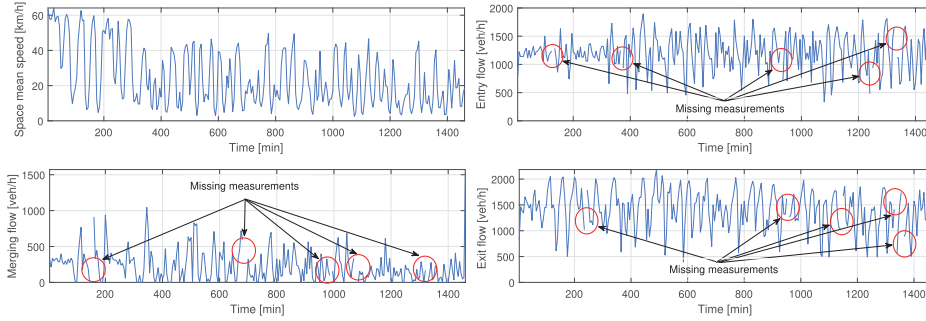 Space mean speed [km/h]
60
40
20
0
200 400 600 800 1000 1200 1400
Time [min]
Entry flow [veh/h]
2000
1500
1000
500
0
Missing measurements
200 400 600 800 1000 1200 1400
Time [min]
Merging flow [veh/h]
1500
1000
500
0
Missing measurements
200 400 600 800 1000 1200 1400
Time [min]
Exit flow [veh/h]
2000
1500
1000
500
0
Missing measurements
200 400 600 800 1000 1200 1400
Time [min]